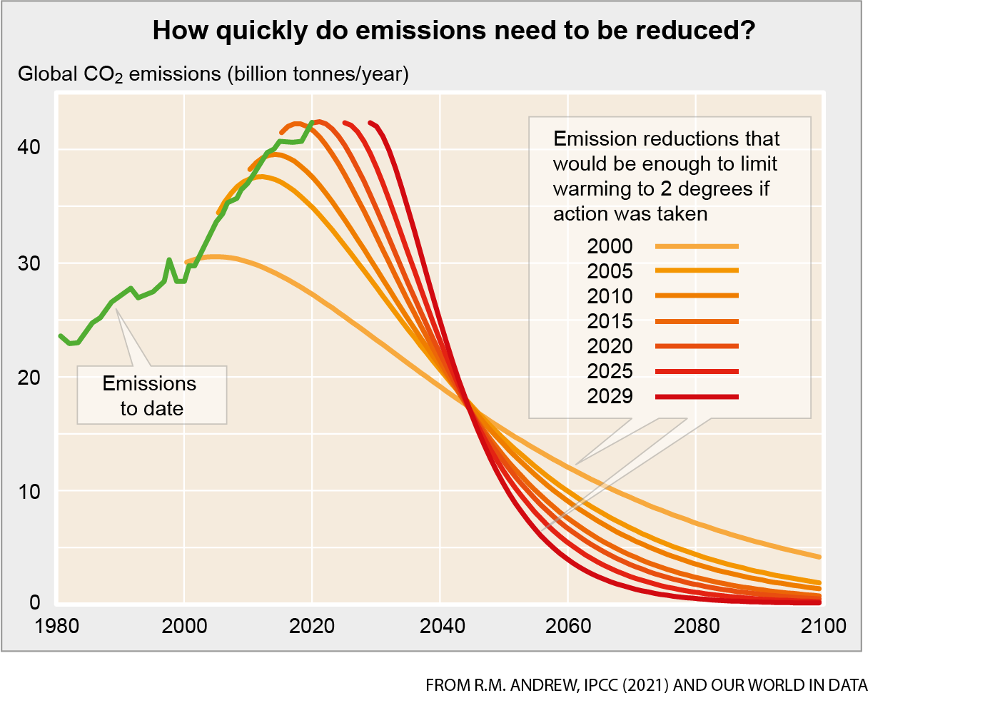 How quickly do emissions need to be reduced?
Global CO₂ emissions (billion tonnes/year)
40
30
20
10
0
1980
2000
2020
2040
2060
2080
2100
Emissions
to date
Emission reductions that
would be enough to limit
warming to 2 degrees if
action was taken
2000
2005
2010
2015
2020
2025
2029
FROM R.M. ANDREW, IPCC (2021) AND OUR WORLD IN DATA